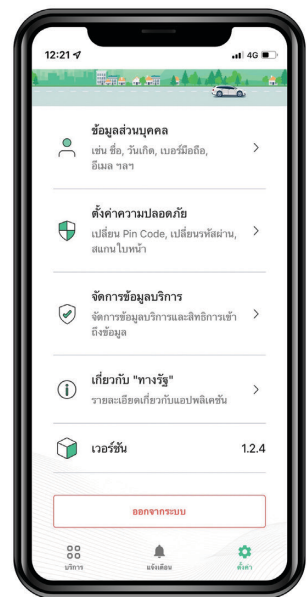 12:21
4G
ข้อมูลส่วนบุคคล
เช่น ชื่อ, วันเกิด, เบอร์มือถือ,
อีเมล ฯลฯ
ตั้งค่าความปลอดภัย
เปลี่ยน Pin Code, เปลี่ยนรหัสผ่าน,
สแกนใบหน้า
จัดการข้อมูลบริการ
จัดการข้อมูลบริการและสิทธิการเข้า
ถึงข้อมูล
เกี่ยวกับ "ทางรัฐ"
รายละเอียดเกี่ยวกับแอปพลิเคชัน
เวอร์ชัน 1.2.4
ออกจากระบบ
บริการ แจ้งเตือน ตั้งค่า